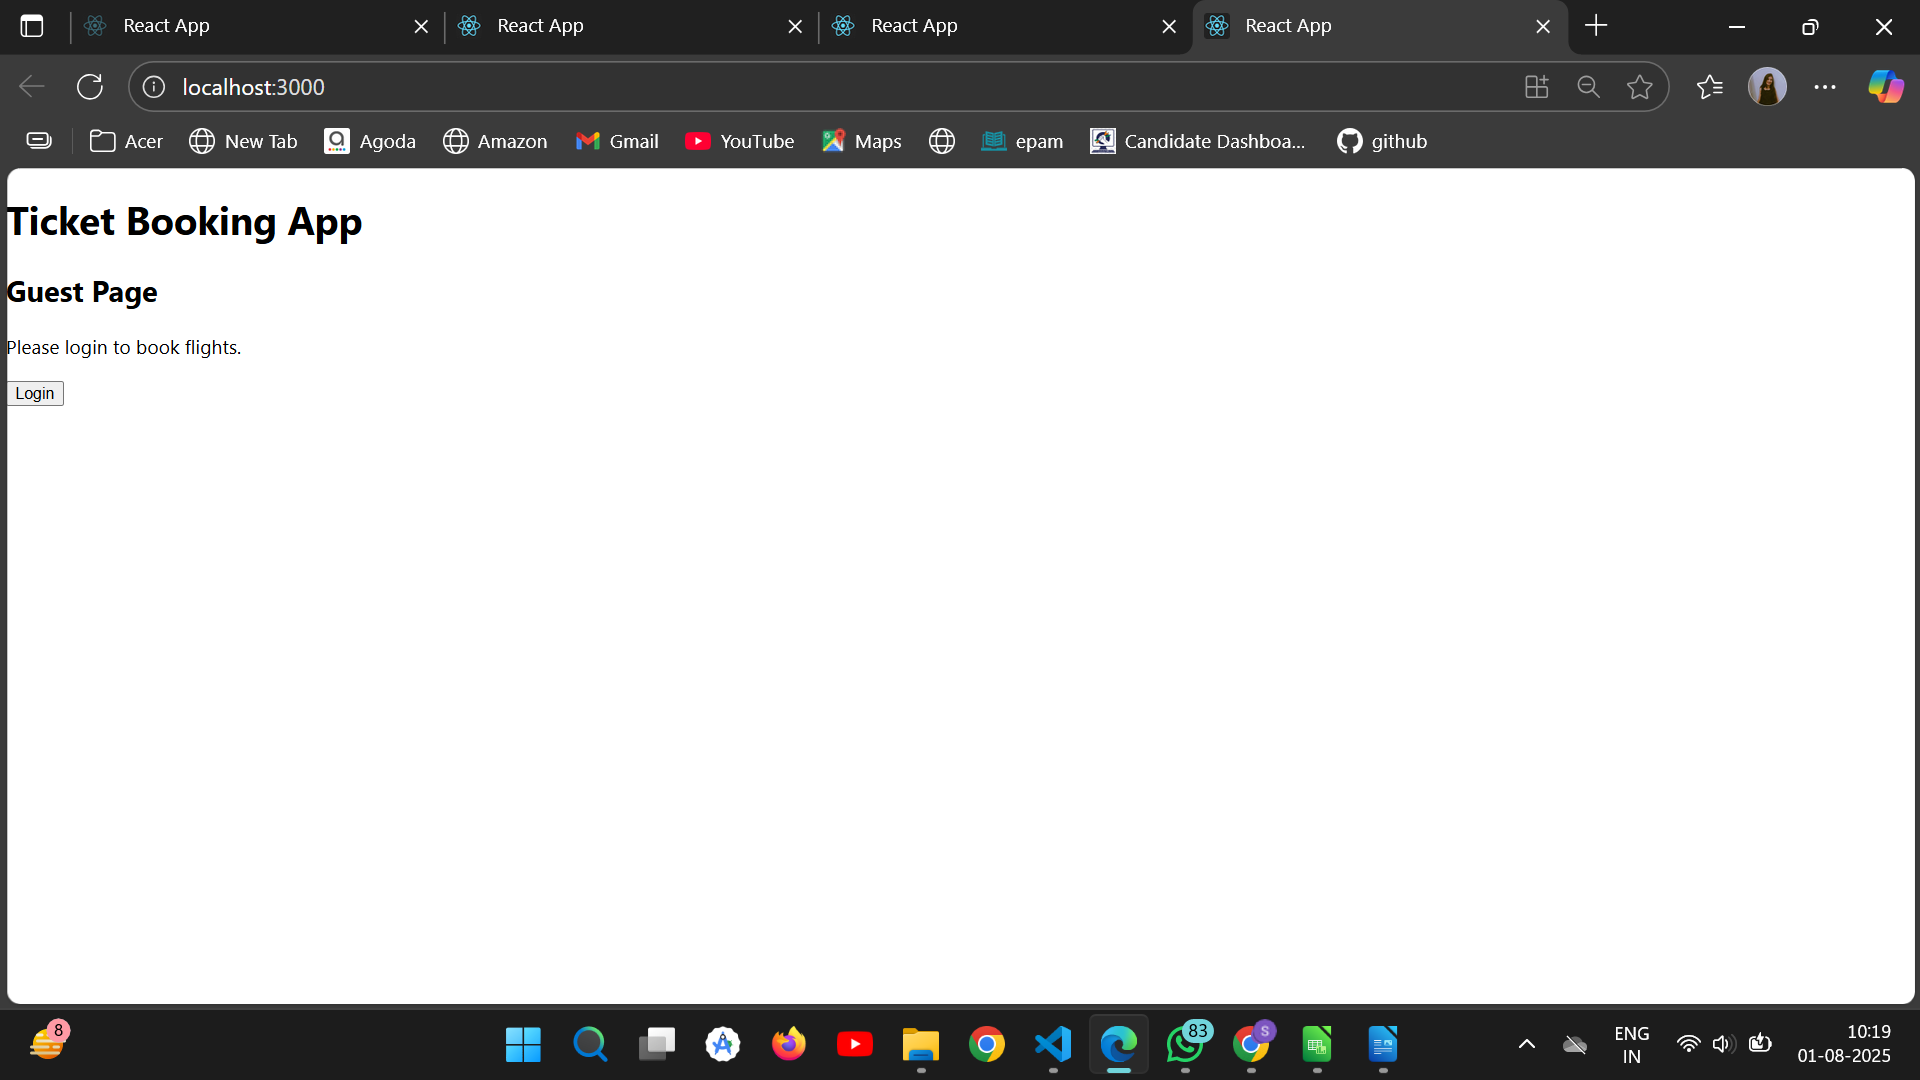 React App
React App
React App
React App
localhost:3000
Acer
New Tab
Agoda
Amazon
Gmail
YouTube
Maps
epam
Candidate Dashboa...
github
Ticket Booking App
Guest Page
Please login to book flights.
Login
8
83
S
ENG
IN
10:19
01-08-2025